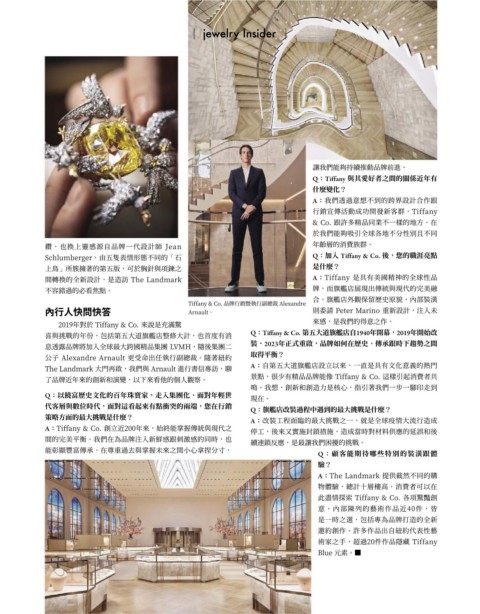 jewelry Insider
鑽，也換上靈感源自品牌一代設計師 Jean
Schlumberger，由五隻表情形態不同的「石
上鳥」所簇擁著的第五版，可於胸針與項鍊之
間轉換的全新設計，是造訪 The Landmark
不容錯過的必看焦點。
內行人快問快答
2019年對於 Tiffany & Co. 來說是充滿驚
喜與挑戰的年份，包括第五大道旗艦店整修大計，也首度有消
息透露品牌將加入全球最大跨國精品集團 LVMH，隨後集團二
公子 Alexandre Arnault 更受命出任執行副總裁。隨著紐約
The Landmark 大門再啟，我們與 Arnault 進行書信專訪，聊
了品牌近年來的創新和演變，以下來看他的個人觀察。
Q：以饒富歷史文化的百年珠寶家，走入集團化、面對年輕世
代客層與數位時代，面對這看起來有點衝突的兩端，您在行銷
策略方面的最大挑戰是什麼？
A：Tiffany & Co. 創立近200年來，始終能掌握傳統與現代之
間的完美平衡。我們在為品牌注入新鮮感跟刺激感的同時，也
能彰顯豐富傳承。在尊重過去與掌握未來之間小心拿捏分寸，
Tiffany & Co. 品牌行銷暨執行副總裁 Alexandre
Arnault。
讓我們能夠持續推動品牌前進。
Q：Tiffany 與其愛好者之間的關係近年有
什麼變化？
A：我們透過意想不到的跨界設計合作跟
行銷宣傳活動成功開發新客群。Tiffany
& Co. 跟許多精品同業不一樣的地方，在
於我們能夠吸引全球各地不分性別且不同
年齡層的消費族群。
Q：加入 Tiffany & Co. 後，您的職涯亮點
是什麼？
A：Tiffany 是具有美國精神的全球性品
牌，而旗艦店展現出傳統與現代的完美融
合。旗艦店外觀保留歷史原貌，內部裝潢
則委請 Peter Marino 重新設計，注入未
來感，是我們的得意之作。
Q：Tiffany & Co. 第五大道旗艦店自1940年開幕，2019年開始改
裝，2023年正式重啟，品牌如何在歷史、傳承跟時下趨勢之間
取得平衡？
A：自第五大道旗艦店設立以來，一直是具有文化意義的熱門
景點，很少有精品品牌能像 Tiffany & Co. 這樣引起消費者共
鳴。我想，創新和創造力是核心，指引著我們一步一腳印走到
現在。
Q：旗艦店改裝過程中遇到的最大挑戰是什麼？
A：改裝工程面臨的最大挑戰之一，就是全球疫情大流行造成
停工，後來又實施封鎖措施，造成當時對材料供應的延誤和後
續連鎖反應，是最讓我們困擾的挑戰。
Q：顧客能期待哪些特別的裝潢跟體
驗？
A：The Landmark 提供截然不同的購
物體驗，總計十層樓高，消費者可以在
此盡情探索 Tiffany & Co. 各項驚豔創
意，內部陳列的藝術作品近40件，皆
是一時之選，包括專為品牌打造的全新
邀約創作。許多作品出自紐約代表性藝
術家之手，超過20件作品隱藏 Tiffany
Blue 元素。■